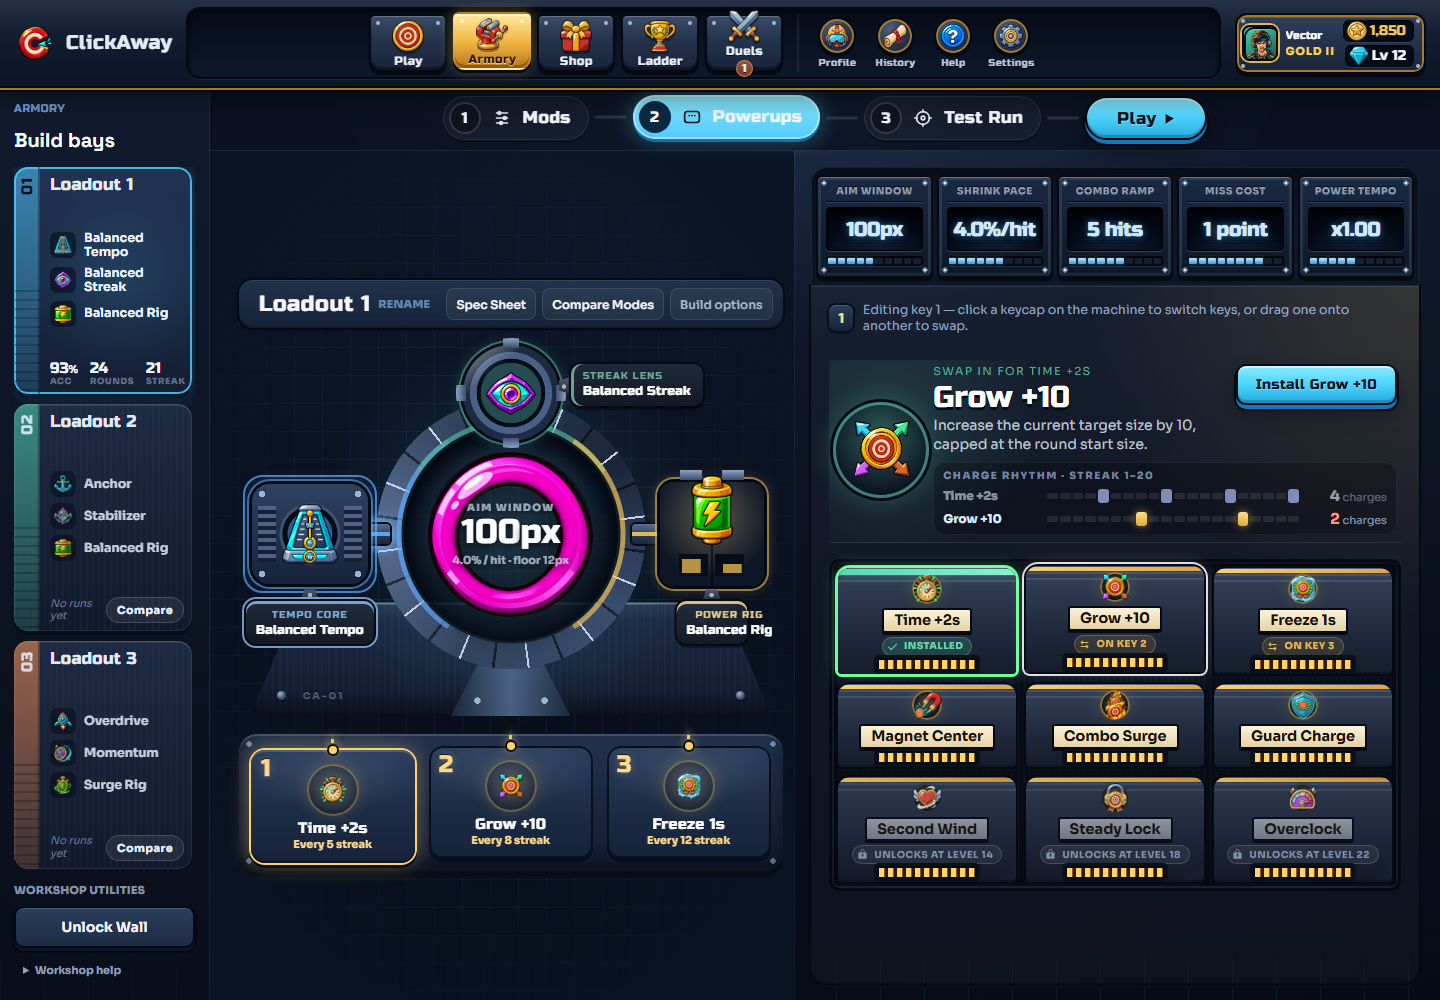 ClickAway
Play
Armory
Shop
Ladder
Duels
1
Profile
History
Help
Settings
Vector
GOLD II
1,850
Lv 12
ARMORY
Build bays
1 Mods
2 Powerups
3 Test Run
Play
01
Loadout 1
Balanced
Tempo
Balanced
Streak
Balanced Rig
93% 24 21
ACC ROUNDS STREAK
02
Loadout 2
Anchor
Stabilizer
Balanced Rig
No runs
yet
Compare
03
Loadout 3
Overdrive
Momentum
Surge Rig
No runs
yet
Compare
WORKSHOP UTILITIES
Unlock Wall
Workshop help
Loadout 1 RENAME Spec Sheet Compare Modes Build options
STREAK LENS
Balanced Streak
AIM WINDOW
100px
4.0% / hit · floor 12px
TEMPO CORE
Balanced Tempo
POWER RIG
Balanced Rig
CA-01
1
Time +2s
Every 5 streak
2
Grow +10
Every 8 streak
3
Freeze 1s
Every 12 streak
AIM WINDOW
100px
SHRINK PACE
4.0%/hit
COMBO RAMP
5 hits
MISS COST
1 point
POWER TEMPO
x1.00
1
Editing key 1 — click a keycap on the machine to switch keys, or drag one onto
another to swap.
SWAP IN FOR TIME +2S
Grow +10
Increase the current target size by 10,
capped at the round start size.
Install Grow +10
CHARGE RHYTHM · STREAK 1–20
Time +2s 4 charges
Grow +10 2 charges
Time +2s
INSTALLED
Grow +10
ON KEY 2
Freeze 1s
ON KEY 3
Magnet Center
Combo Surge
Guard Charge
Second Wind
UNLOCKS AT LEVEL 14
Steady Lock
UNLOCKS AT LEVEL 18
Overclock
UNLOCKS AT LEVEL 22